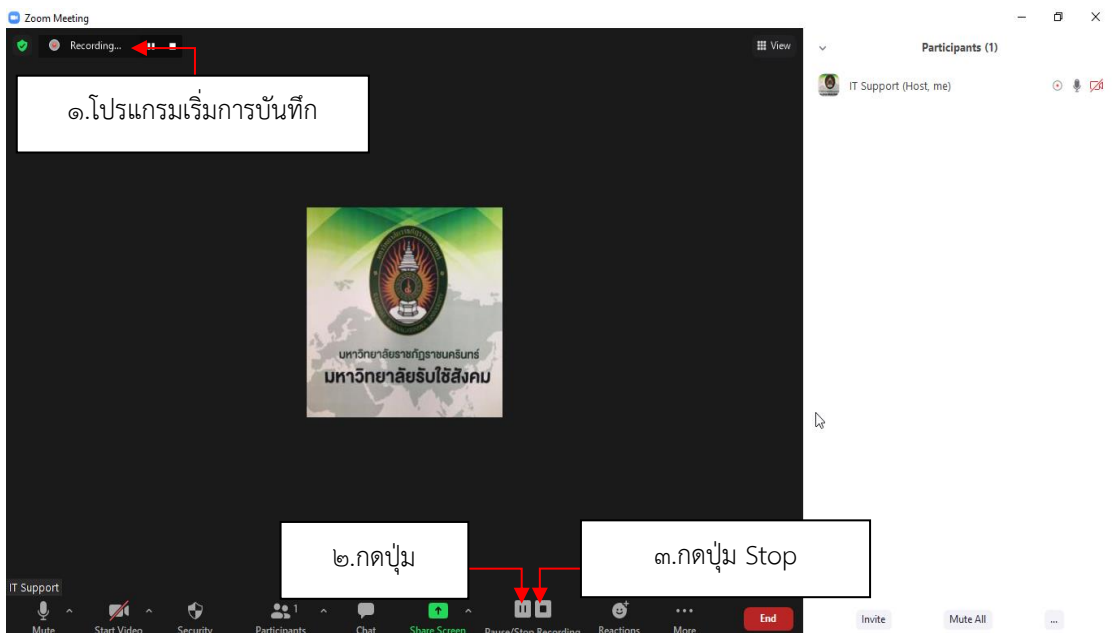 Zoom Meeting
Recording...
View
Participants (1)
IT Support (Host, me)
๑.โปรแกรมเริ่มการบันทึก
มหาวิทยาลัยราชภัฏราชนครินทร์
มหาวิทยาลัยรับใช้สังคม
๒.กดปุ่ม
๓.กดปุ่ม Stop
IT Support
1
Mute
Start Video
Security
Participants
Chat
Share Screen
Pause/Stop Recording
Reactions
More
End
Invite
Mute All
...